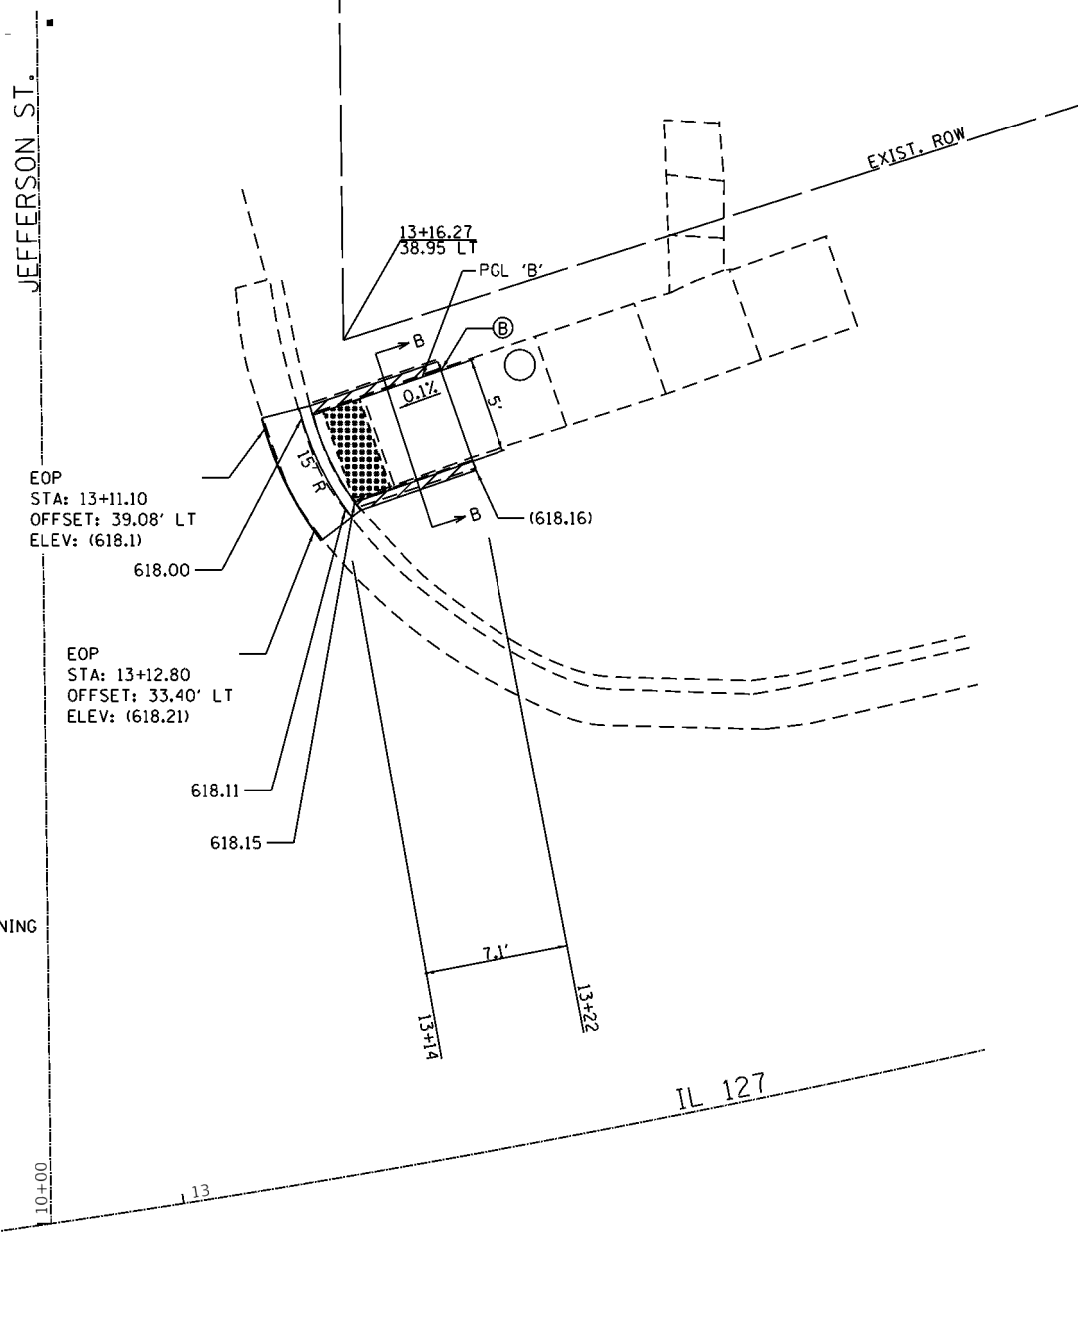 JEFFERSON ST.
EXIST. ROW
13+16.27
38.95 LT
PGL 'B'
B
B
0.1%
5'
15' R
EOP
STA: 13+11.10
OFFSET: 39.08' LT
ELEV: (618.1)
B
(618.16)
618.00
EOP
STA: 13+12.80
OFFSET: 33.40' LT
ELEV: (618.21)
618.11
618.15
NING
7.1'
13+14
13+22
IL 127
13
10+00